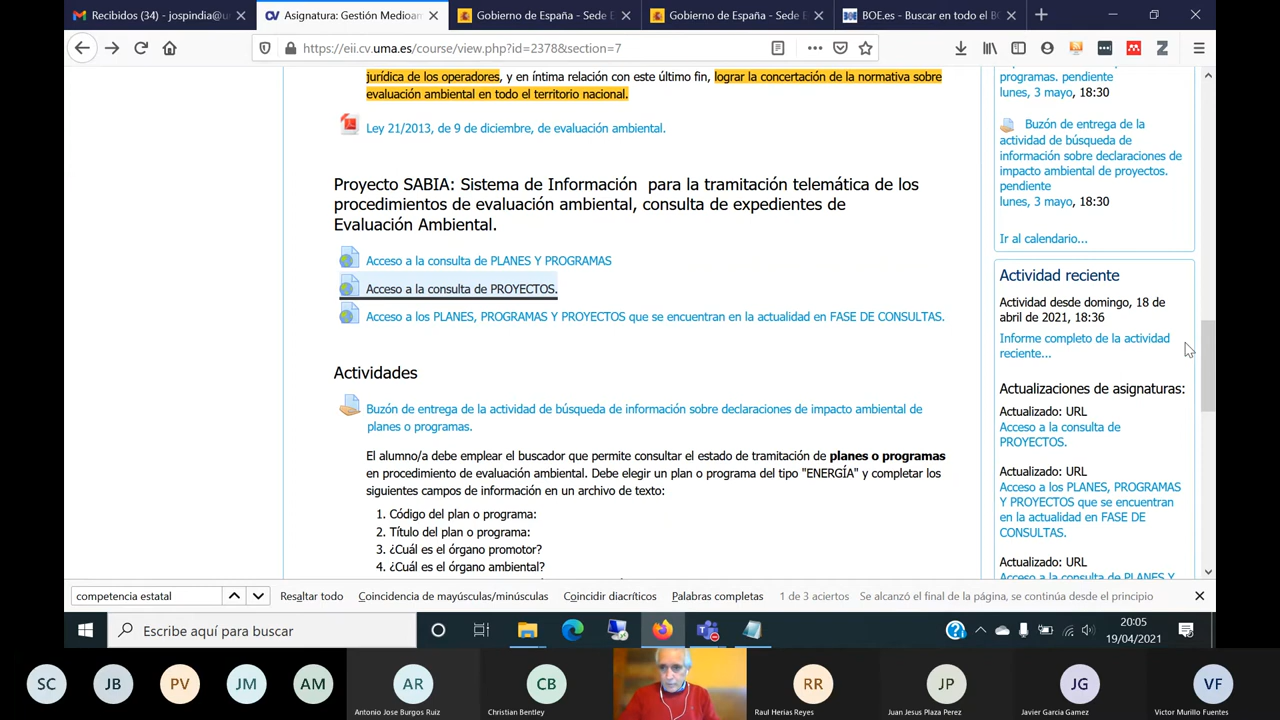 Recibidos (34) - jospindia@u
Asignatura: Gestión Medioam
Gobierno de España - Sede E
Gobierno de España - Sede E
BOE.es - Buscar en todo el BO
https://eii.cv.uma.es/course/view.php?id=2378&section=7
jurídica de los operadores, y en íntima relación con este último fin, lograr la concertación de la normativa sobre
evaluación ambiental en todo el territorio nacional.
Ley 21/2013, de 9 de diciembre, de evaluación ambiental.
Proyecto SABIA: Sistema de Información para la tramitación telemática de los
procedimientos de evaluación ambiental, consulta de expedientes de
Evaluación Ambiental.
Acceso a la consulta de PLANES Y PROGRAMAS
Acceso a la consulta de PROYECTOS.
Acceso a los PLANES, PROGRAMAS Y PROYECTOS que se encuentran en la actualidad en FASE DE CONSULTAS.
Actividades
Buzón de entrega de la actividad de búsqueda de información sobre declaraciones de impacto ambiental de
planes o programas.
El alumno/a debe emplear el buscador que permite consultar el estado de tramitación de planes o programas
en procedimiento de evaluación ambiental. Debe elegir un plan o programa del tipo "ENERGÍA" y completar los
siguientes campos de información en un archivo de texto:
1. Código del plan o programa:
2. Título del plan o programa:
3. ¿Cuál es el órgano promotor?
4. ¿Cuál es el órgano ambiental?
programas. pendiente
lunes, 3 mayo, 18:30
Buzón de entrega de la
actividad de búsqueda de
información sobre declaraciones de
impacto ambiental de proyectos.
pendiente
lunes, 3 mayo, 18:30
Ir al calendario...
Actividad reciente
Actividad desde domingo, 18 de
abril de 2021, 18:36
Informe completo de la actividad
reciente...
Actualizaciones de asignaturas:
Actualizado: URL
Acceso a la consulta de
PROYECTOS.
Actualizado: URL
Acceso a los PLANES, PROGRAMAS
Y PROYECTOS que se encuentran
en la actualidad en FASE DE
CONSULTAS.
Actualizado: URL
Acceso a la consulta de PLANES Y
competencia estatal
Resaltar todo
Coincidencia de mayúsculas/minúsculas
Coincidir diacríticos
Palabras completas
1 de 3 aciertos
Se alcanzó el final de la página, se continúa desde el principio
Escribe aquí para buscar
20:05
19/04/2021
SC
JB
PV
JM
AM
AR
Antonio Jose Burgos Ruiz
CB
Christian Bentley
RR
Raul Herias Reyes
JP
Juan Jesus Plaza Perez
JG
Javier Garcia Gamez
VF
Victor Murillo Fuentes